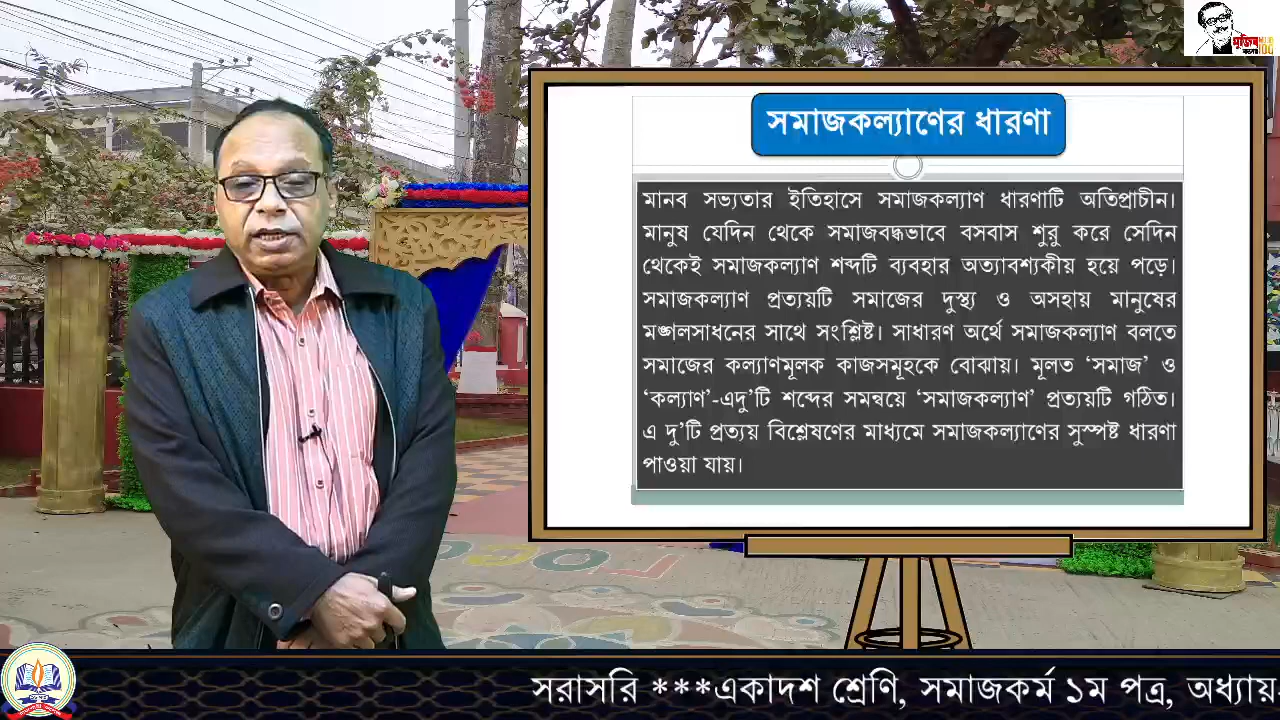 সমাজকল্যাণের ধারণা
মানব সভ্যতার ইতিহাসে সমাজকল্যাণ ধারণাটি অতিপ্রাচীন।
মানুষ যেদিন থেকে সমাজবদ্ধভাবে বসবাস শুরু করে সেদিন
থেকেই সমাজকল্যাণ শব্দটি ব্যবহার অত্যাবশ্যকীয় হয়ে পড়ে।
সমাজকল্যাণ প্রত্যয়টি সমাজের দুস্থ্য ও অসহায় মানুষের
মঙ্গলসাধনের সাথে সংশ্লিষ্ট। সাধারণ অর্থে সমাজকল্যাণ বলতে
সমাজের কল্যাণমূলক কাজসমূহকে বোঝায়। মূলত ‘সমাজ’ ও
‘কল্যাণ’-এদু’টি শব্দের সমন্বয়ে ‘সমাজকল্যাণ’ প্রত্যয়টি গঠিত।
এ দু’টি প্রত্যয় বিশ্লেষণের মাধ্যমে সমাজকল্যাণের সুস্পষ্ট ধারণা
পাওয়া যায়।
সরাসরি ***একাদশ শ্রেণি, সমাজকর্ম ১ম পত্র, অধ্যায়